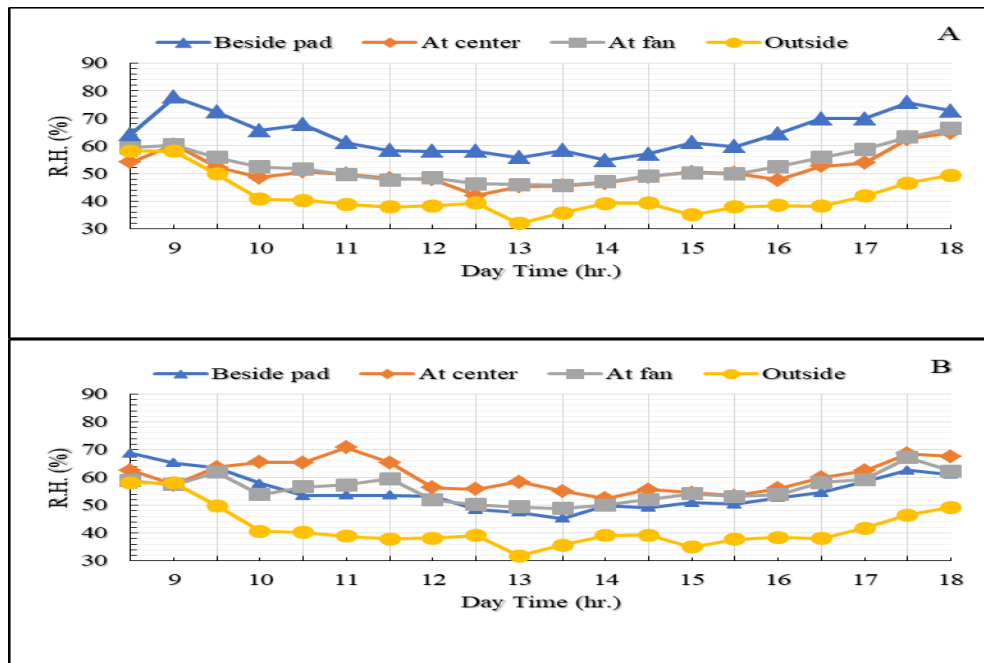 A
Beside pad At center At fan Outside
90
80
70
60
50
40
30
R.H. (%)
9 10 11 12 13 14 15 16 17 18
Day Time (hr.)
B
Beside pad At center At fan Outside
90
80
70
60
50
40
30
R.H. (%)
9 10 11 12 13 14 15 16 17 18
Day Time (hr.)